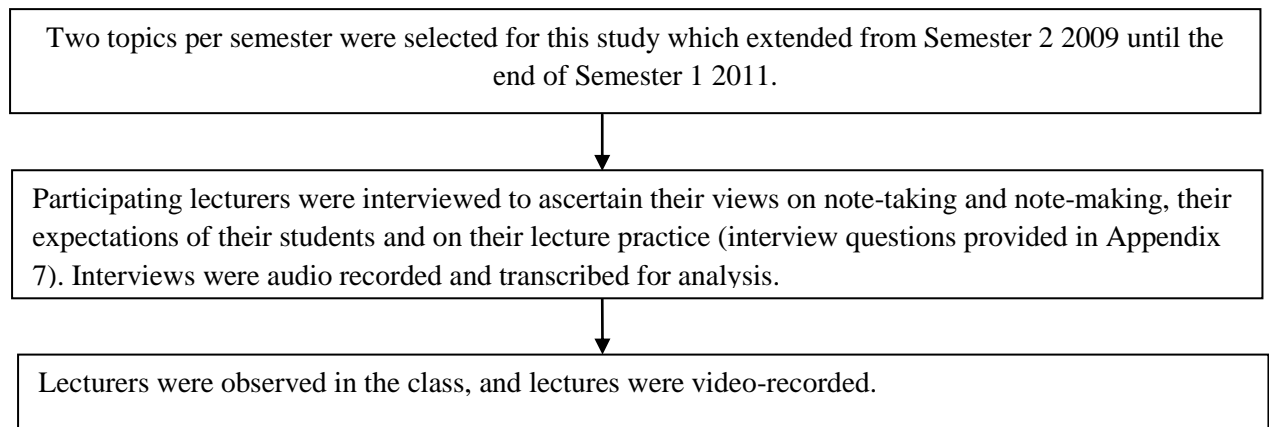 Two topics per semester were selected for this study which extended from Semester 2 2009 until the
end of Semester 1 2011.
Participating lecturers were interviewed to ascertain their views on note-taking and note-making, their
expectations of their students and on their lecture practice (interview questions provided in Appendix
7). Interviews were audio recorded and transcribed for analysis.
Lecturers were observed in the class, and lectures were video-recorded.